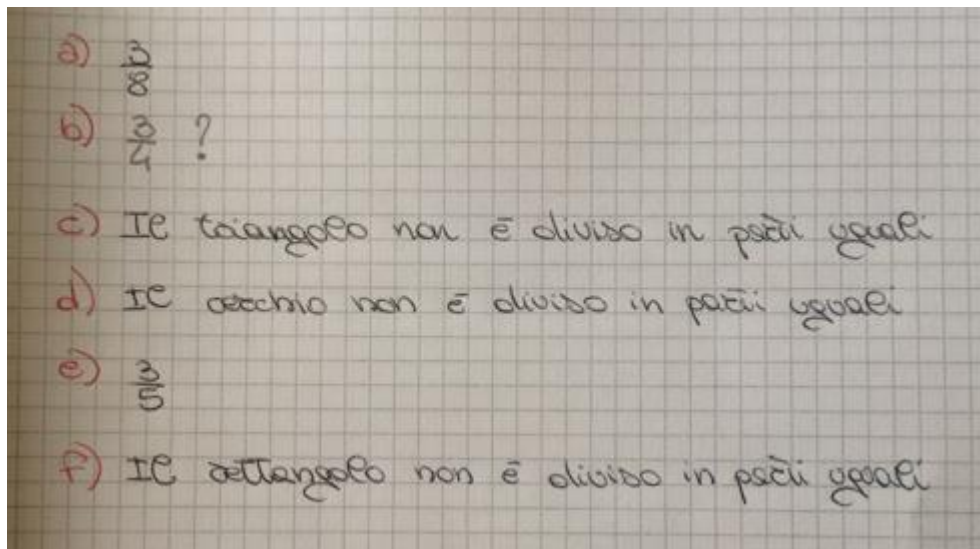 a) 3/8
b) 3/4 ?
c) Il triangolo non è diviso in parti uguali
d) Il cerchio non è diviso in parti uguali
e) 3/5
f) Il rettangolo non è diviso in parti uguali